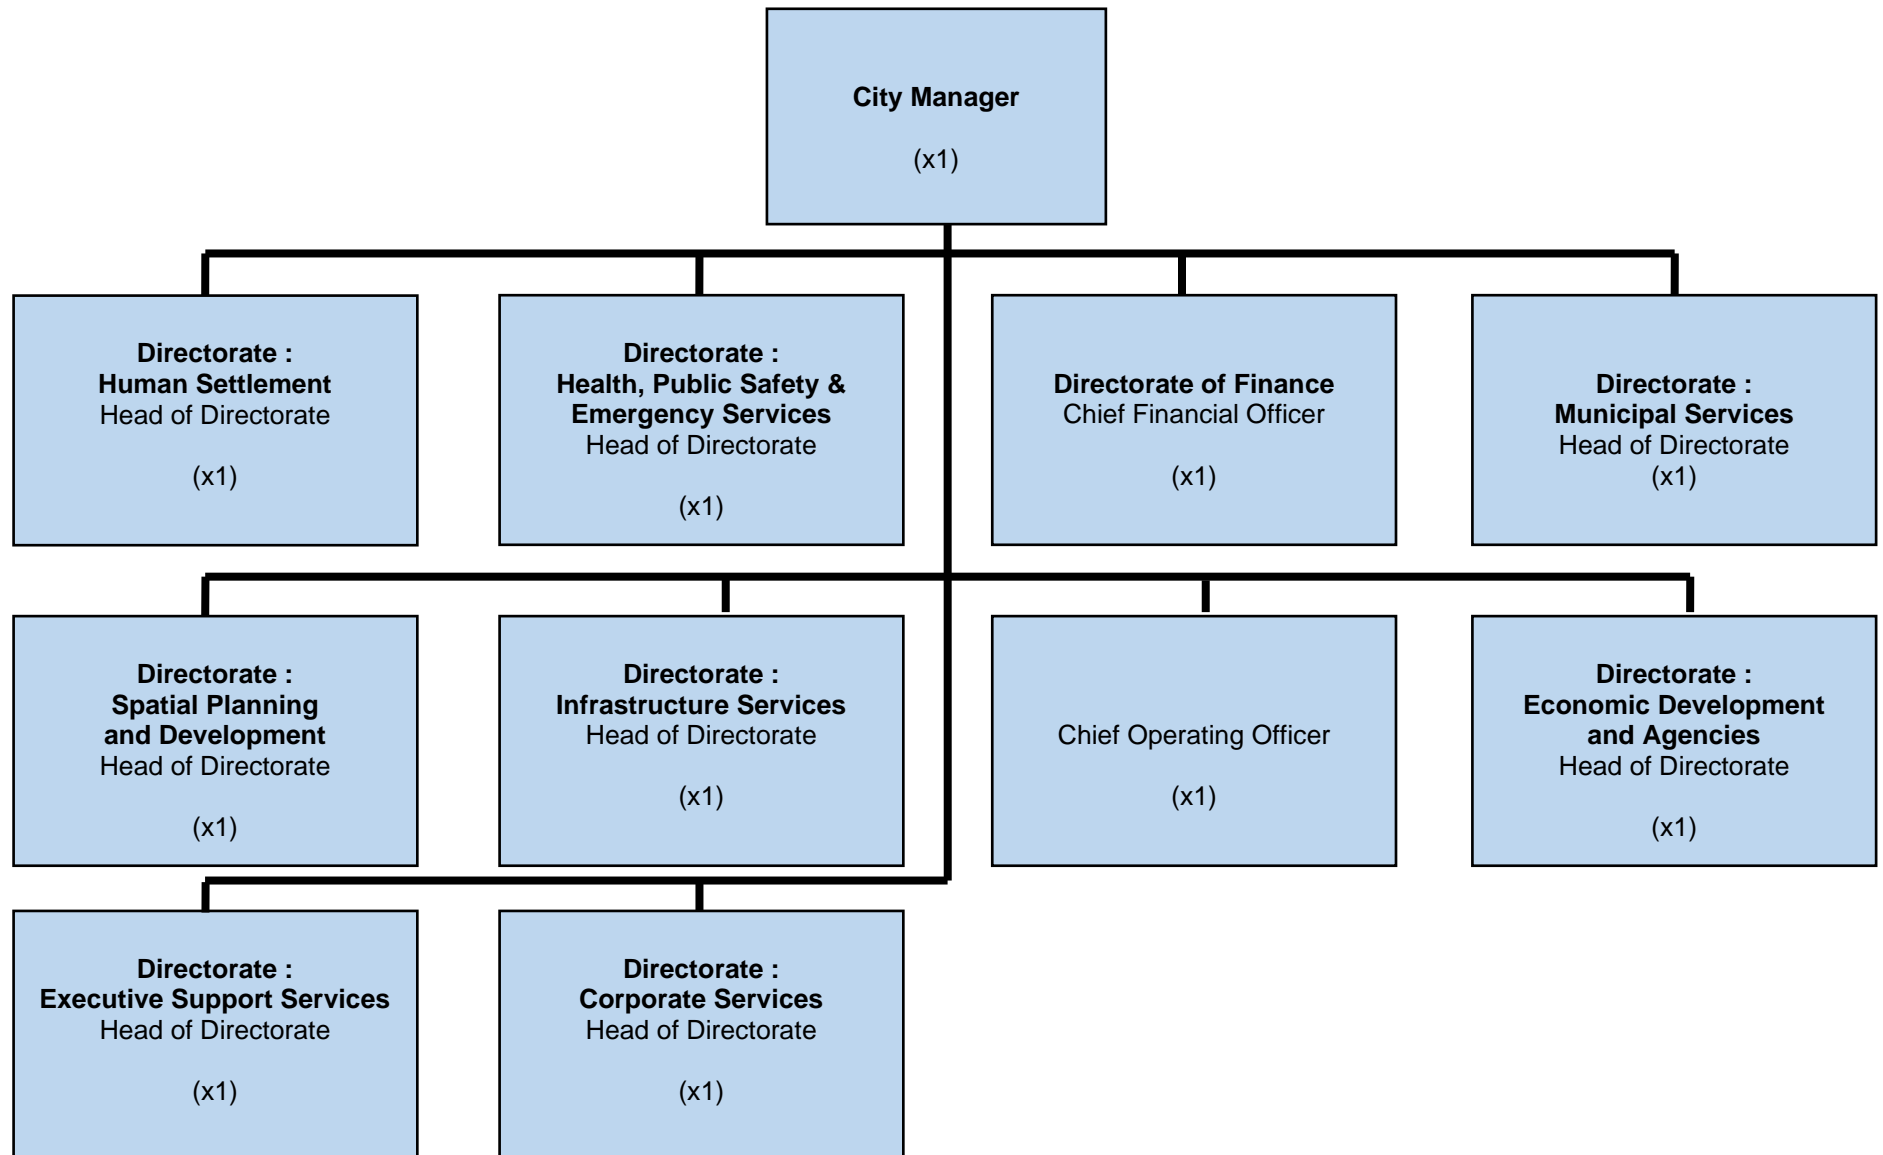 City Manager
(x1)
Directorate :
Human Settlement
Head of Directorate
(x1)
Directorate :
Health, Public Safety &
Emergency Services
Head of Directorate
(x1)
Directorate of Finance
Chief Financial Officer
(x1)
Directorate :
Municipal Services
Head of Directorate
(x1)
Directorate :
Spatial Planning
and Development
Head of Directorate
(x1)
Directorate :
Infrastructure Services
Head of Directorate
(x1)
Chief Operating Officer
(x1)
Directorate :
Economic Development
and Agencies
Head of Directorate
(x1)
Directorate :
Executive Support Services
Head of Directorate
(x1)
Directorate :
Corporate Services
Head of Directorate
(x1)